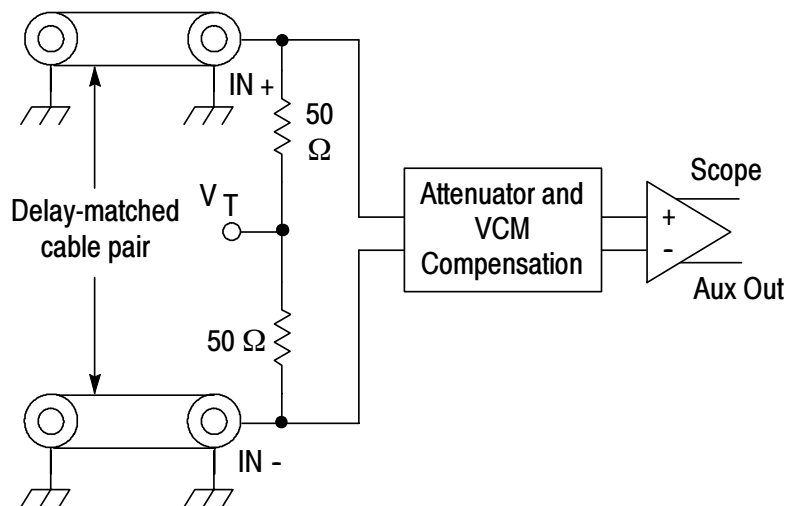 IN +
50
Ω
V T
Delay-matched
cable pair
50 Ω
IN -
Attenuator and
VCM
Compensation
+
-
Scope
Aux Out